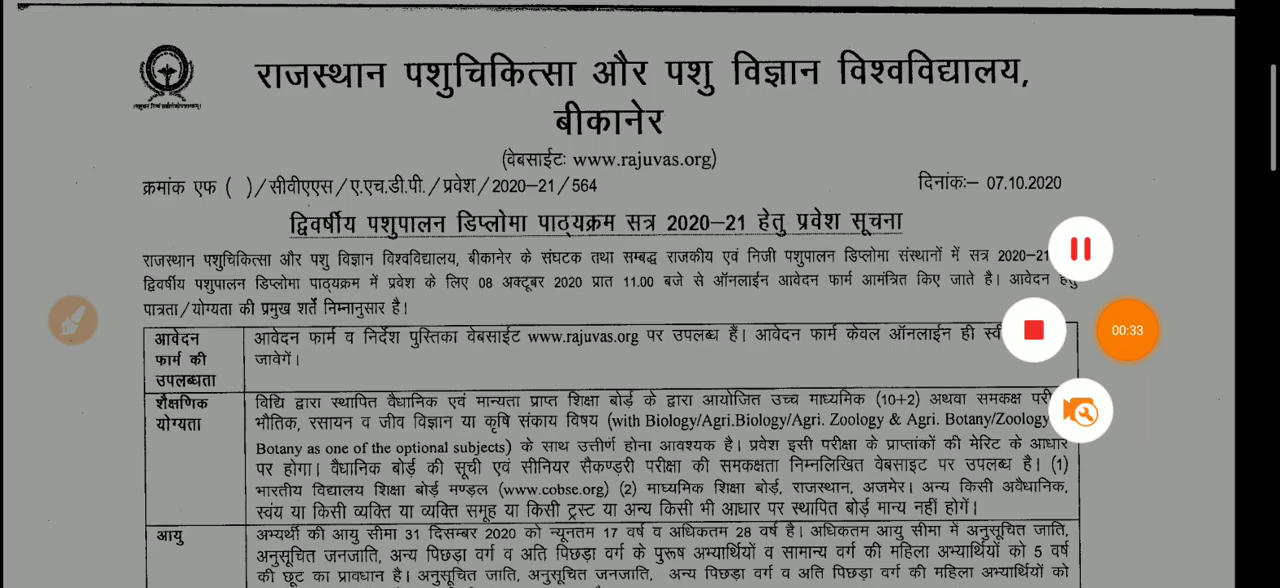 राजस्थान पशुचिकित्सा और पशु विज्ञान विश्वविद्यालय,
बीकानेर
(वेबसाईटः www.rajuvas.org)
क्रमांक एफ ( )/सीवीएएस/ए.एच.डी.पी./प्रवेश/2020–21/564
दिनांकः– 07.10.2020
द्विवर्षीय पशुपालन डिप्लोमा पाठ्यक्रम सत्र 2020–21 हेतु प्रवेश सूचना
राजस्थान पशुचिकित्सा और पशु विज्ञान विश्वविद्यालय, बीकानेर के संघटक तथा सम्बद्ध राजकीय एवं निजी पशुपालन डिप्लोमा संस्थानों में सत्र 2020–21
द्विवर्षीय पशुपालन डिप्लोमा पाठ्यक्रम में प्रवेश के लिए 08 अक्टूबर 2020 प्रात 11.00 बजे से ऑनलाईन आवेदन फार्म आमंत्रित किए जाते है। आवेदन हेतु
पात्रता/योग्यता की प्रमुख शर्ते निम्नानुसार है।
आवेदन
फार्म की
उपलब्धता
आवेदन फार्म व निर्देश पुस्तिका वेबसाईट www.rajuvas.org पर उपलब्ध हैं। आवेदन फार्म केवल ऑनलाईन ही
जावेगें।
शैक्षणिक
योग्यता
विधि द्वारा स्थापित वैधानिक एवं मान्यता प्राप्त शिक्षा बोर्ड के द्वारा आयोजित उच्च माध्यमिक (10+2) अथवा समकक्ष
भौतिक, रसायन व जीव विज्ञान या कृषि संकाय विषय (with Biology/Agri.Biology/Agri. Zoology & Agri. Botany/Zoology
Botany as one of the optional subjects) के साथ उत्तीर्ण होना आवश्यक है। प्रवेश इसी परीक्षा के प्राप्तांकों की मेरिट के आधार
पर होगा। वैधानिक बोर्ड की सूची एवं सीनियर सैकण्ड्री परीक्षा की समकक्षता निम्नलिखित वेबसाइट पर उपलब्ध है। (1)
भारतीय विद्यालय शिक्षा बोर्ड मण्ड़ल (www.cobse.org) (2) माध्यमिक शिक्षा बोर्ड, राजस्थान, अजमेर। अन्य किसी अवैधानिक,
स्वंय या किसी व्यक्ति या व्यक्ति समूह या किसी ट्रस्ट या अन्य किसी भी आधार पर स्थापित बोर्ड मान्य नहीं होगें।
आयु
अभ्यर्थी की आयु सीमा 31 दिसम्बर 2020 को न्यूनतम 17 वर्ष व अधिकतम 28 वर्ष है। अधिकतम आयु सीमा में अनुसूचित जाति,
अनुसूचित जनजाति, अन्य पिछड़ा वर्ग व अति पिछड़ा वर्ग के पुरूष अभ्यार्थियों व सामान्य वर्ग की महिला अभ्यार्थियों को 5 वर्ष
की छूट का प्रावधान है। अनुसूचित जाति, अनुसूचित जनजाति, अन्य पिछड़ा वर्ग व अति पिछड़ा वर्ग की महिला अभ्यार्थियों को
00:33